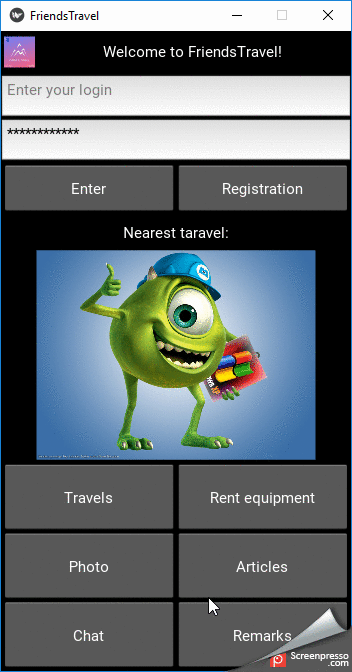 FriendsTravel
Welcome to FriendsTravel!
Enter your login
************
Enter Registration
Nearest taravel:
Travels Rent equipment
Photo Articles
Chat Remarks
Screenpresso
.com